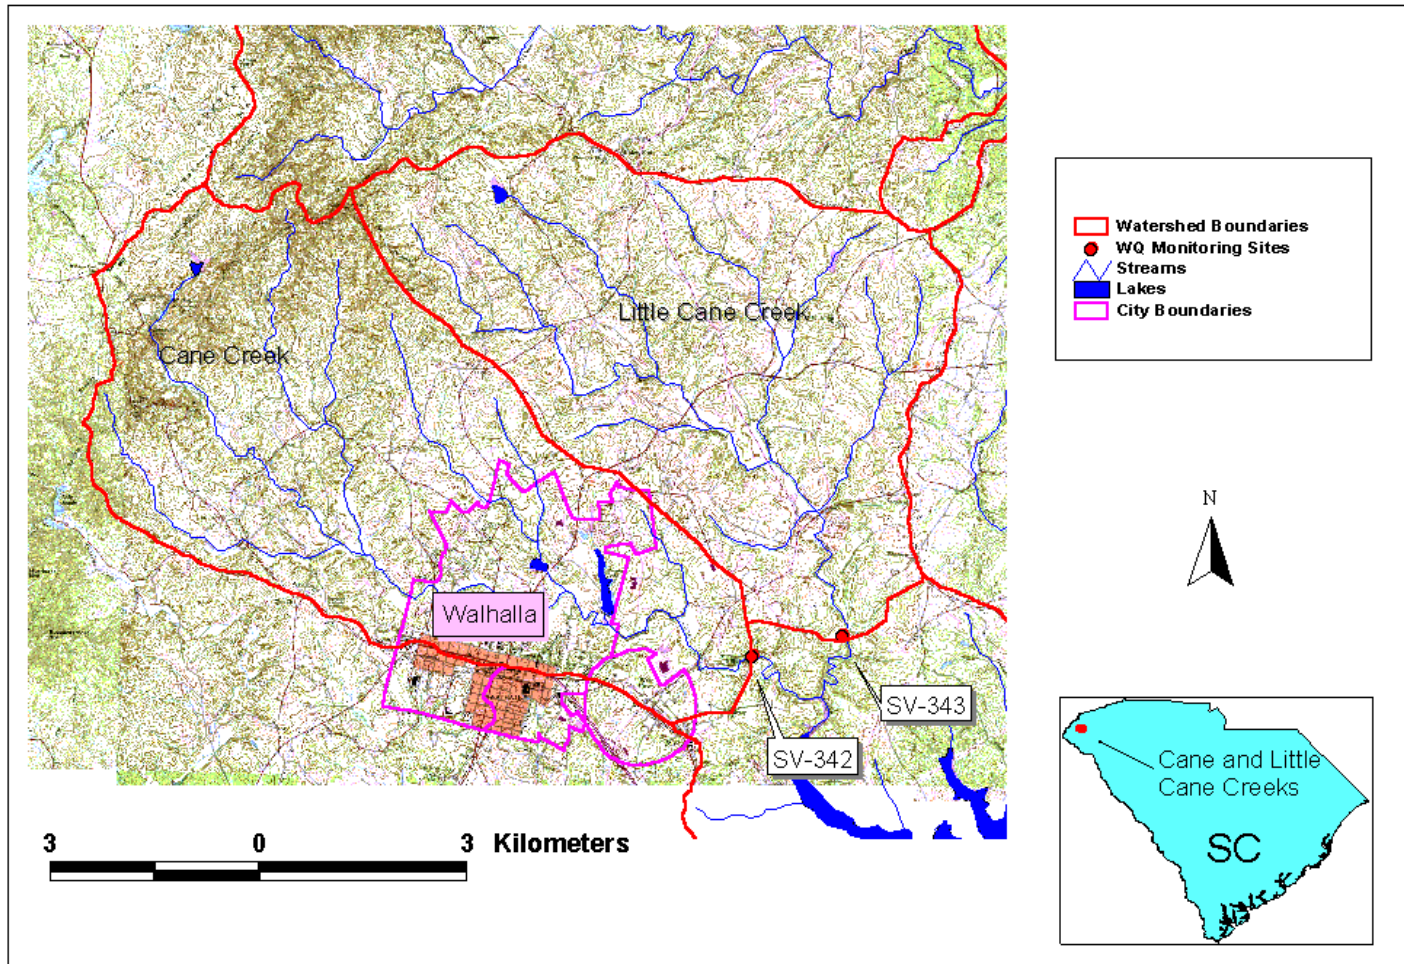 Little Cane Creek
Cane Creek
Walhalla
SV-343
SV-342
3 0 3 Kilometers
Watershed Boundaries
WQ Monitoring Sites
Streams
Lakes
City Boundaries
N
Cane and Little
Cane Creeks
SC